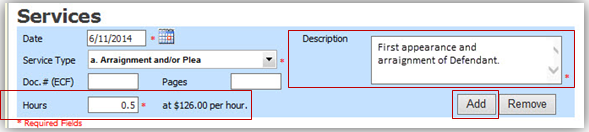 Services
Date 6/11/2014 *
Description First appearance and
arraignment of Defendant. *
Service Type a. Arraignment and/or Plea *
Doc.# (ECF) Pages
Hours 0.5 * at $126.00 per hour.
Add Remove
* Required Fields